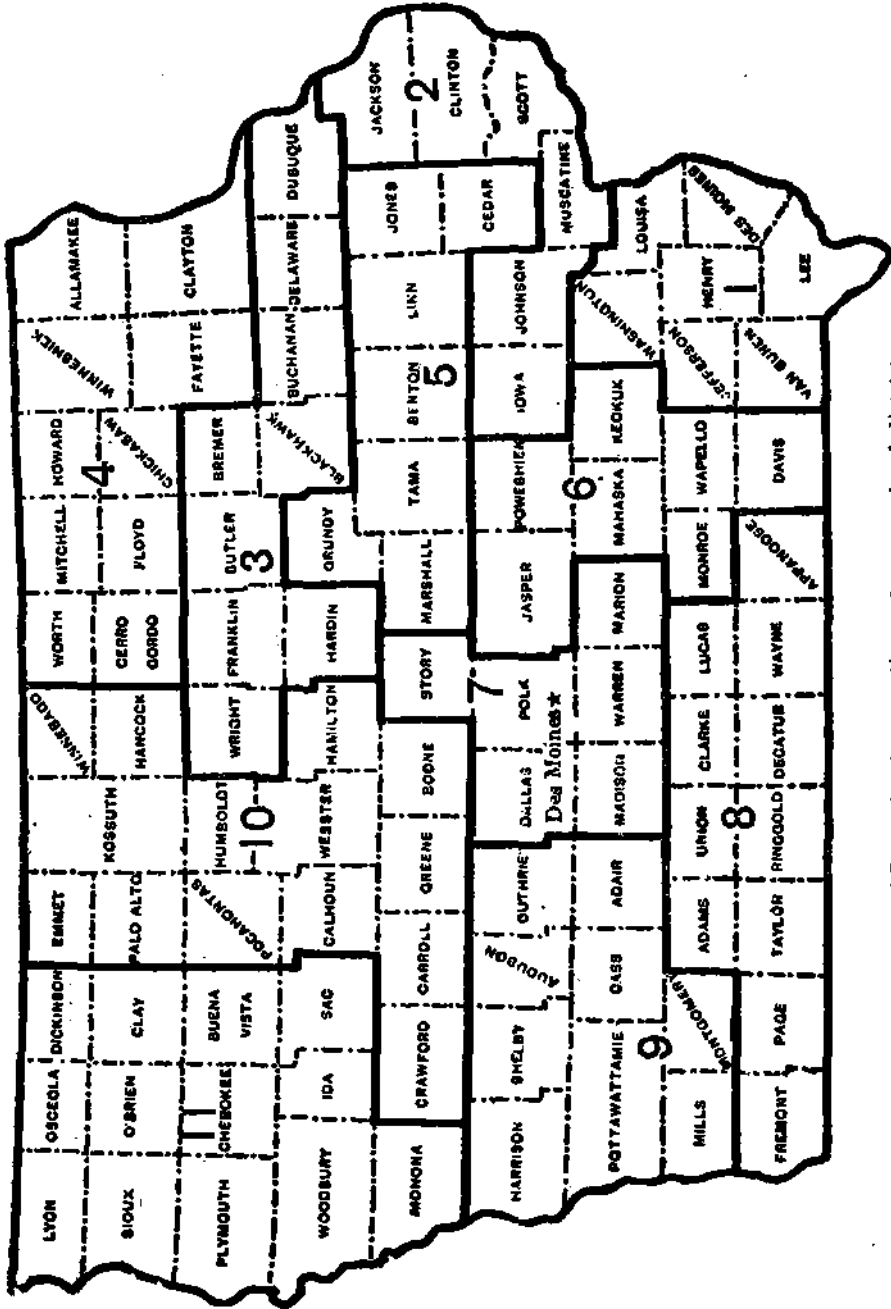 LYON
OSCEOLA
DICKINSON
EMMET
KOSSUTH
WINNEBAGO
WORTH
MITCHELL
HOWARD
WINNESHIEK
ALLAMAKEE
SIOUX
O'BRIEN
CLAY
PALO ALTO
HANCOCK
CERRO
GORDO
FLOYD
4
CHICKASAW
CLAYTON
FAYETTE
PLYMOUTH
CHEROKEE
11
BUENA
VISTA
POCAHONTAS
HUMBOLDT
10
WRIGHT
FRANKLIN
BUTLER
3
BREMER
BLACKHAWK
BUCHANAN
DELAWARE
DUBUQUE
WOODBURY
IDA
SAC
CALHOUN
WEBSTER
HAMILTON
HARDIN
GRUNDY
MONONA
CRAWFORD
CARROLL
GREENE
BOONE
STORY
MARSHALL
TAMA
BENTON
5
LINN
JONES
JACKSON
2
CLINTON
HARRISON
SHELBY
AUDUBON
GUTHRIE
DALLAS
POLK
7
Des Moines★
JASPER
POWESHIEK
IOWA
JOHNSON
CEDAR
SCOTT
MUSCATINE
POTTAWATTAMIE
CASS
ADAIR
MADISON
WARREN
MARION
MAHASKA
6
KEOKUK
WASHINGTON
LOUISA
MILLS
9
MONTGOMERY
ADAMS
UNION
CLARKE
LUCAS
MONROE
WAPELLO
JEFFERSON
HENRY
1
DES MOINES
FREMONT
PAGE
TAYLOR
RINGGOLD
8
DECATUR
WAYNE
APPANOOSE
DAVIS
VAN BUREN
LEE